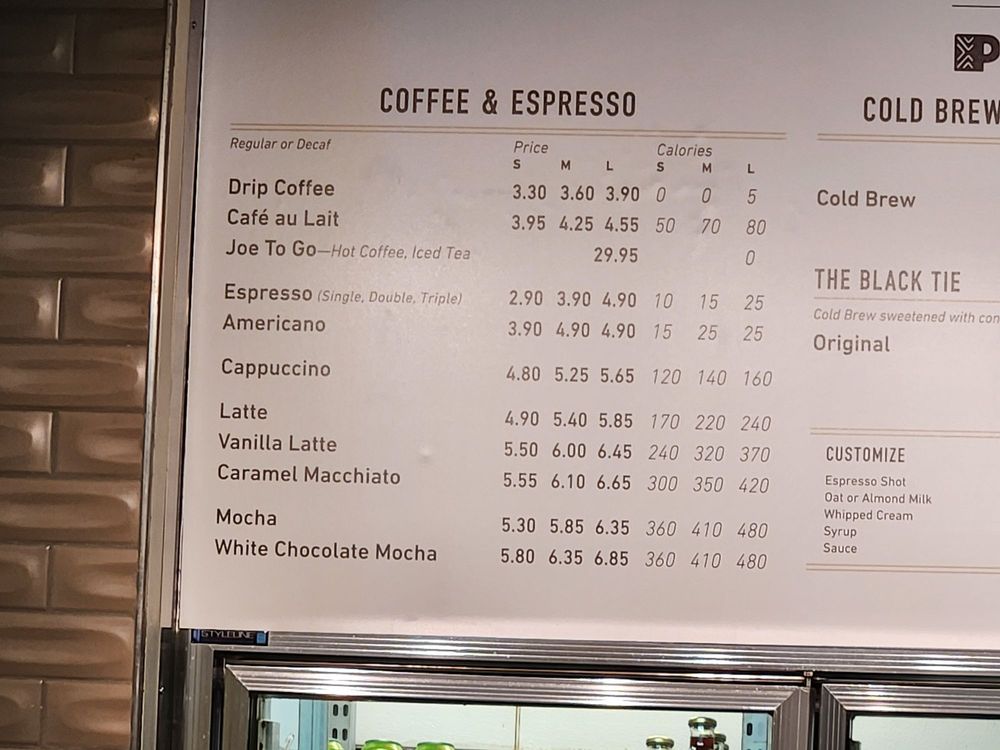 COFFEE & ESPRESSO
Regular or Decaf Price Calories
S M L S M L
Drip Coffee 3.30 3.60 3.90 0 0 5
Café au Lait 3.95 4.25 4.55 50 70 80
Joe To Go—Hot Coffee, Iced Tea 29.95 0
Espresso (Single, Double, Triple) 2.90 3.90 4.90 10 15 25
Americano 3.90 4.90 4.90 15 25 25
Cappuccino 4.80 5.25 5.65 120 140 160
Latte 4.90 5.40 5.85 170 220 240
Vanilla Latte 5.50 6.00 6.45 240 320 370
Caramel Macchiato 5.55 6.10 6.65 300 350 420
Mocha 5.30 5.85 6.35 360 410 480
White Chocolate Mocha 5.80 6.35 6.85 360 410 480
P
COLD BREW
Cold Brew
THE BLACK TIE
Cold Brew sweetened with con
Original
CUSTOMIZE
Espresso Shot
Oat or Almond Milk
Whipped Cream
Syrup
Sauce
STYLELINE